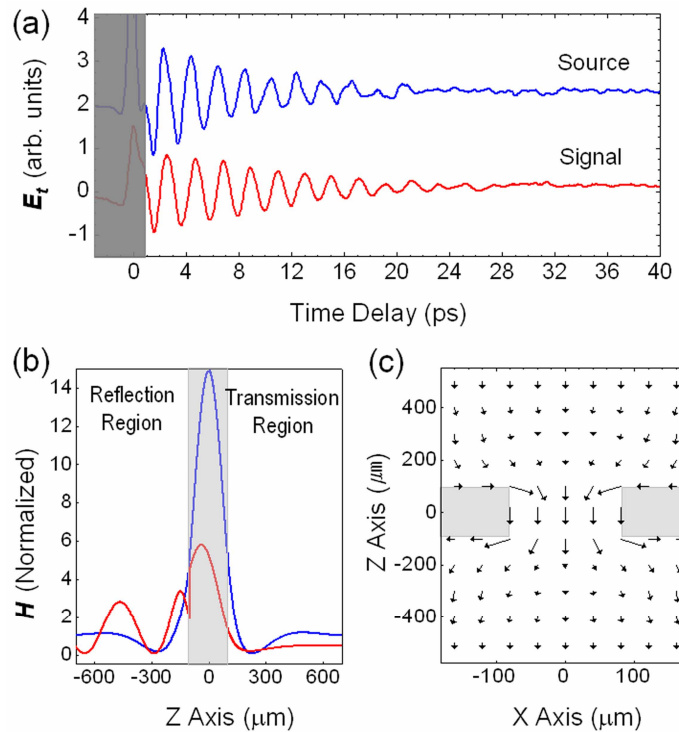 (a)
4
3
2
1
0
-1
E_t (arb. units)
Source
Signal
0 4 8 12 16 20 24 28 32 36 40
Time Delay (ps)
(b)
14
12
10
8
6
4
2
0
H (Normalized)
Reflection Region
Transmission Region
-600 -300 0 300 600
Z Axis (μm)
(c)
400
200
0
-200
-400
Z Axis (㎛)
-100 0 100
X Axis (μm)